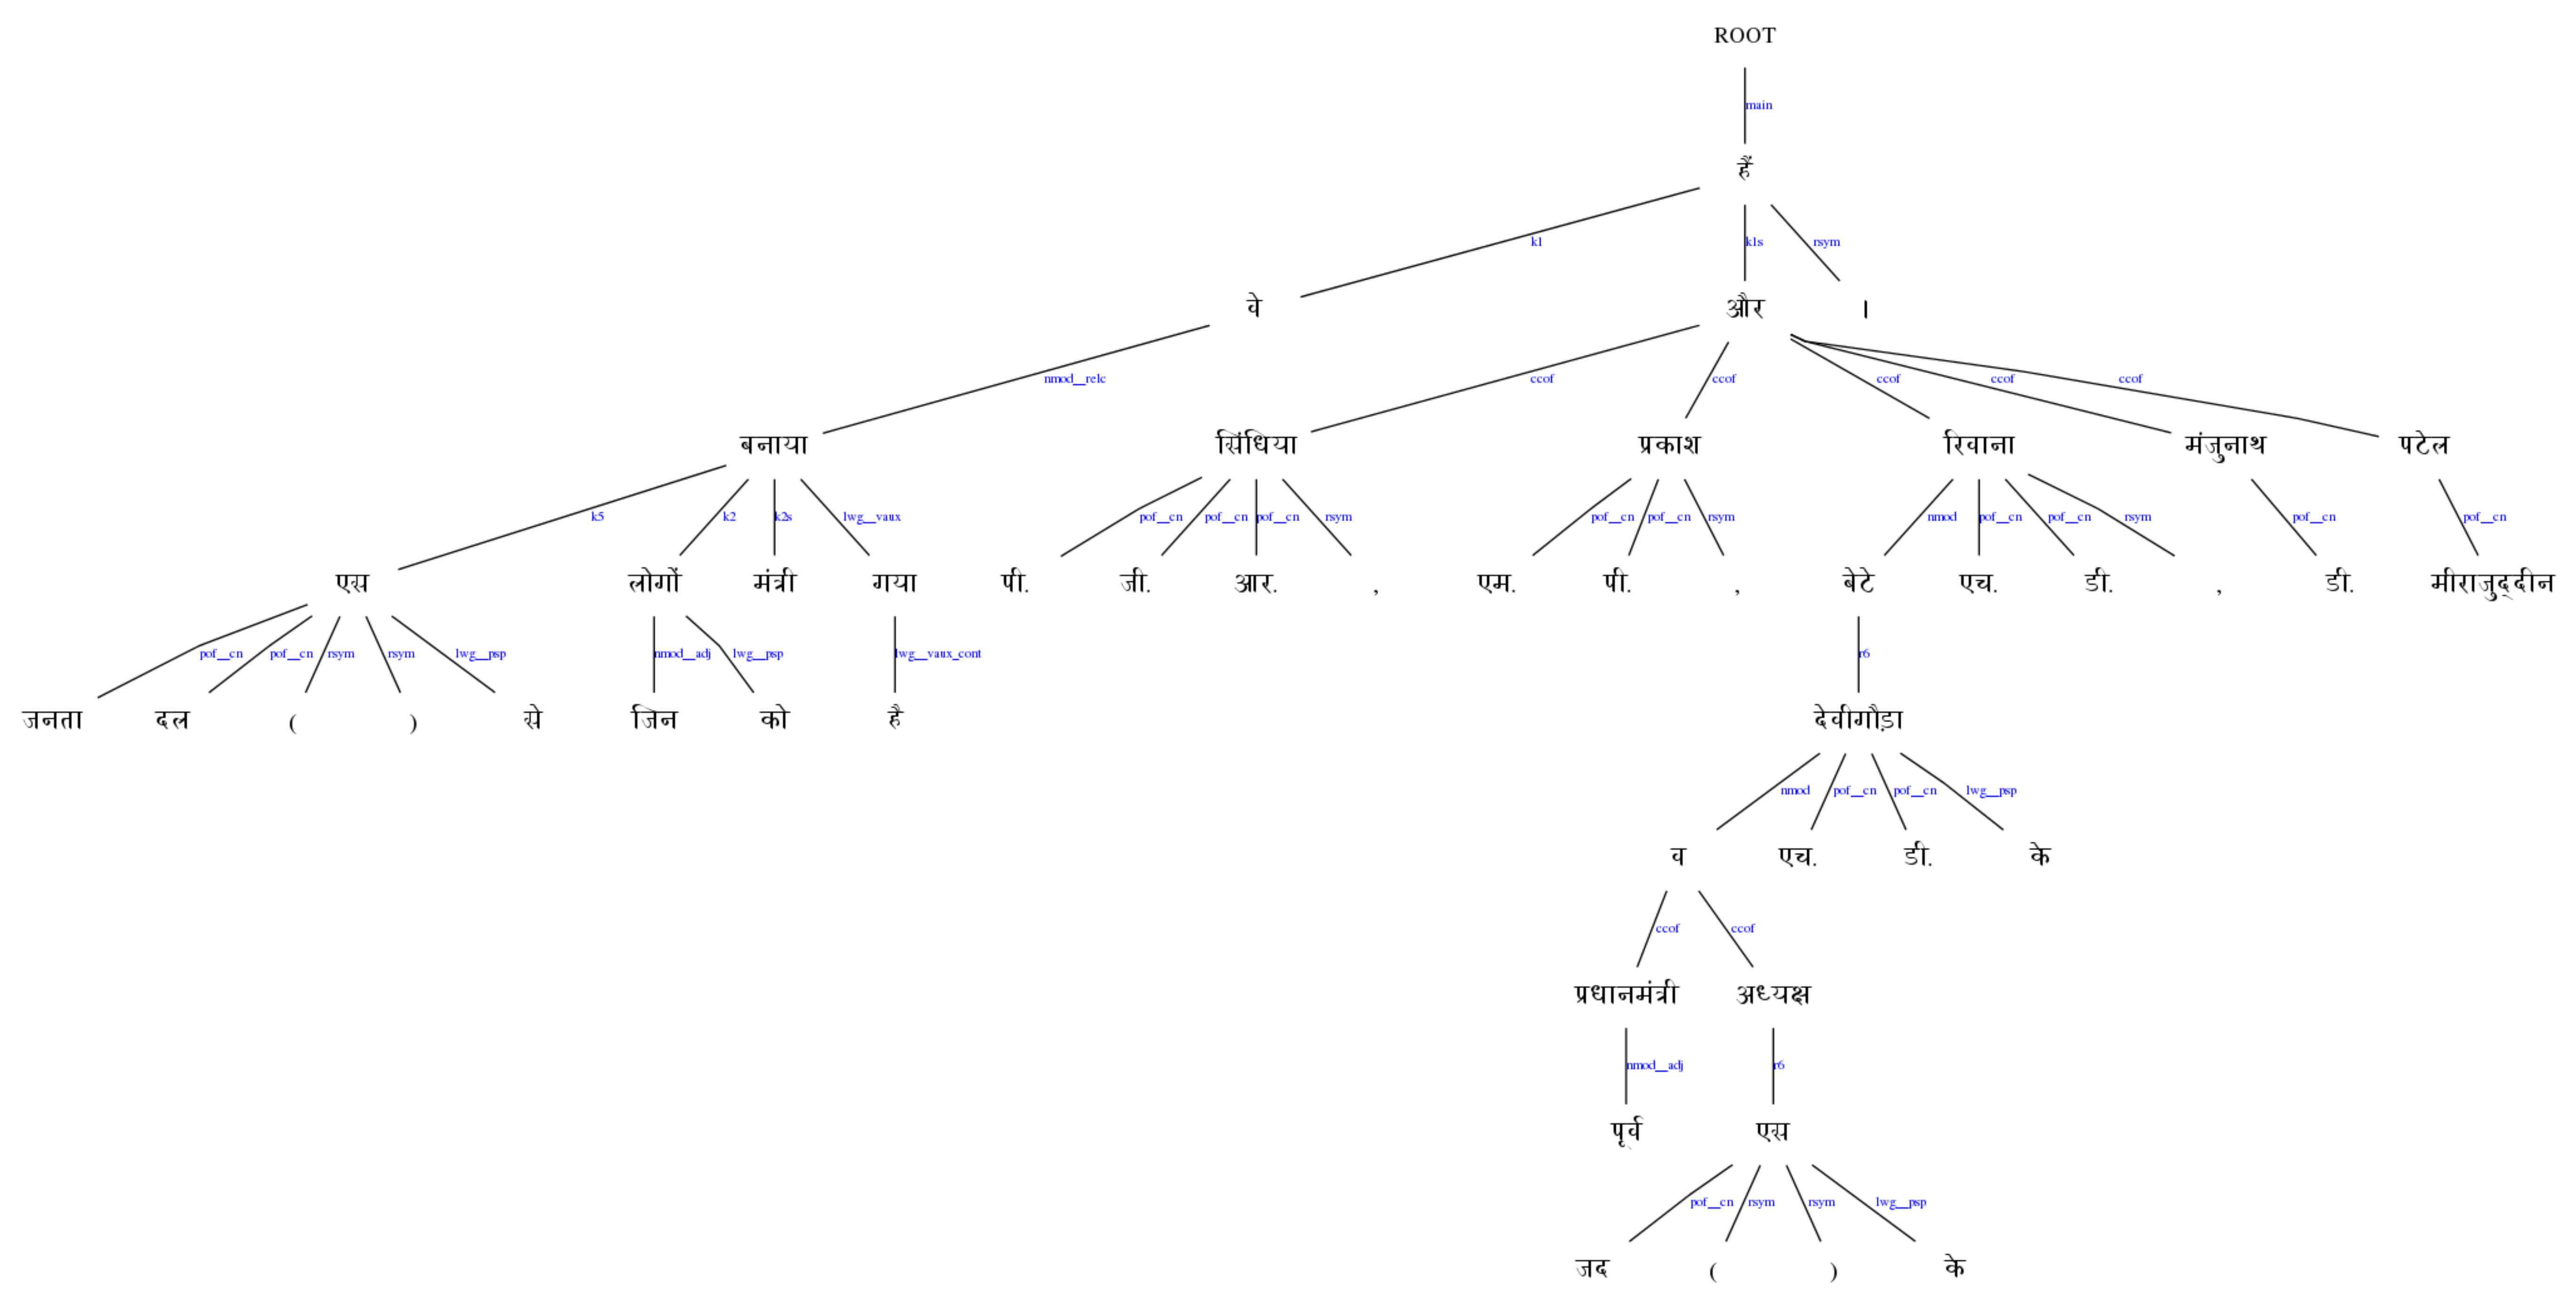 ROOT
main
हैं
k1 k1s rsym
वे और ।
nmod__relc ccof ccof ccof ccof ccof
बनाया सिंधिया प्रकाश रिवाना मंजुनाथ पटेल
k5 k2 k2s lwg__vaux pof__cn pof__cn pof__cn rsym pof__cn pof__cn rsym nmod pof__cn pof__cn rsym pof__cn pof__cn
एस लोगों मंत्री गया पी. जी. आर. , एम. पी. , बेटे एच. डी. , डी. मीराजुद्दीन
pof__cn pof__cn rsym rsym lwg__psp nmod__adj lwg__psp lwg__vaux_cont r6
जनता दल ( ) से जिन को है देवीगौड़ा
nmod pof__cn pof__cn lwg__psp
व एच. डी. के
ccof ccof
प्रधानमंत्री अध्यक्ष
nmod__adj r6
पूर्व एस
pof__cn rsym rsym lwg__psp
जद ( ) के